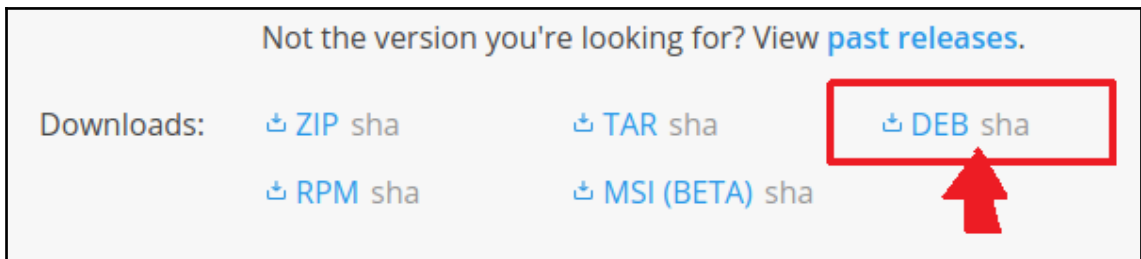 Not the version you're looking for? View past releases.
Downloads: ZIP sha TAR sha DEB sha
RPM sha MSI (BETA) sha